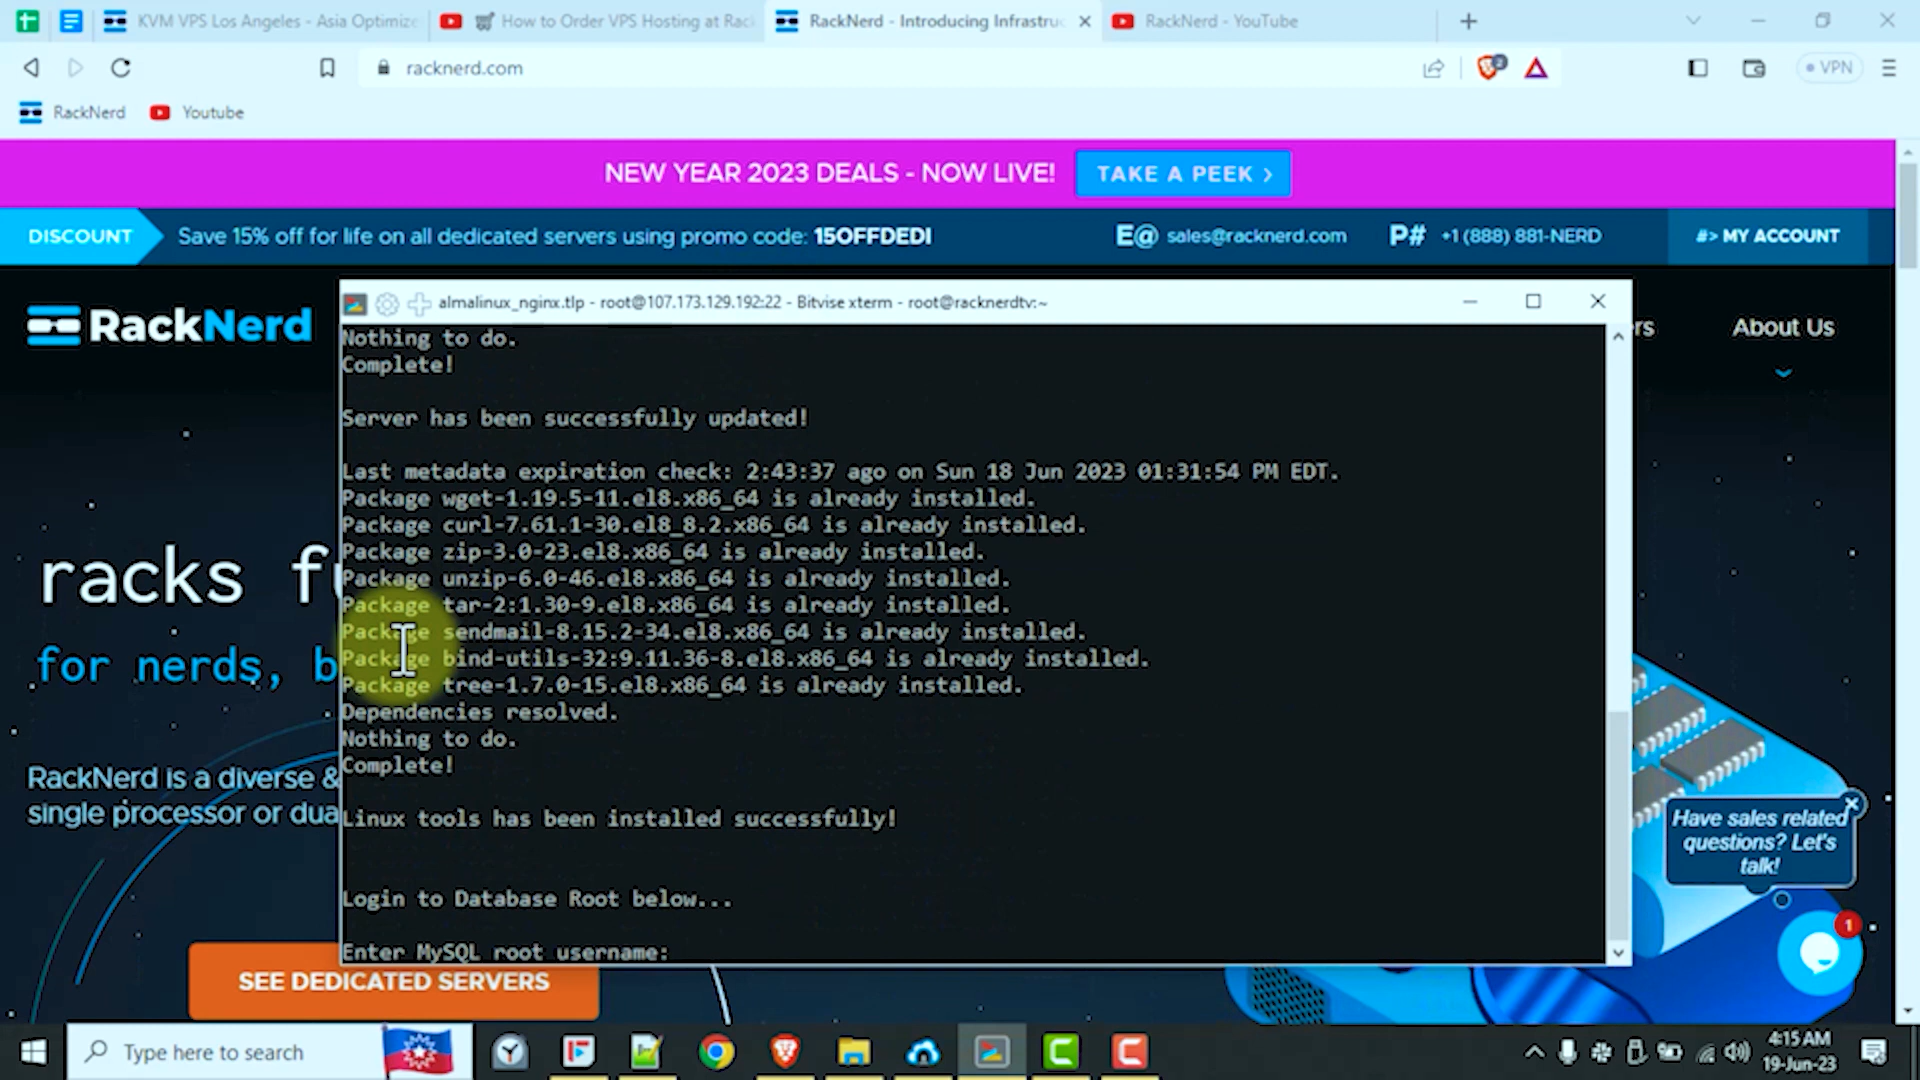 KVM VPS Los Angeles - Asia Optimize
How to Order VPS Hosting at Rac
RackNerd - Introducing Infrastruc
RackNerd - YouTube
racknerd.com
2
VPN
RackNerd
Youtube
NEW YEAR 2023 DEALS - NOW LIVE!
TAKE A PEEK >
DISCOUNT
Save 15% off for life on all dedicated servers using promo code: 15OFFDEDI
E@ sales@racknerd.com
P# +1 (888) 881-NERD
#> MY ACCOUNT
RackNerd
rs
About Us
almalinux_nginx.tlp - root@107.173.129.192:22 - Bitvise xterm - root@racknerdtv:~
Nothing to do.
Complete!
Server has been successfully updated!
Last metadata expiration check: 2:43:37 ago on Sun 18 Jun 2023 01:31:54 PM EDT.
Package wget-1.19.5-11.el8.x86_64 is already installed.
Package curl-7.61.1-30.el8_8.2.x86_64 is already installed.
Package zip-3.0-23.el8.x86_64 is already installed.
Package unzip-6.0-46.el8.x86_64 is already installed.
Package tar-2:1.30-9.el8.x86_64 is already installed.
Package sendmail-8.15.2-34.el8.x86_64 is already installed.
Package bind-utils-32:9.11.36-8.el8.x86_64 is already installed.
Package tree-1.7.0-15.el8.x86_64 is already installed.
Dependencies resolved.
Nothing to do.
Complete!
Linux tools has been installed successfully!
Login to Database Root below...
Enter MySQL root username:
racks fu
for nerds, b
RackNerd is a diverse &
single processor or dua
SEE DEDICATED SERVERS
Have sales related
questions? Let's
talk!
1
Type here to search
4:15 AM
19-Jun-23